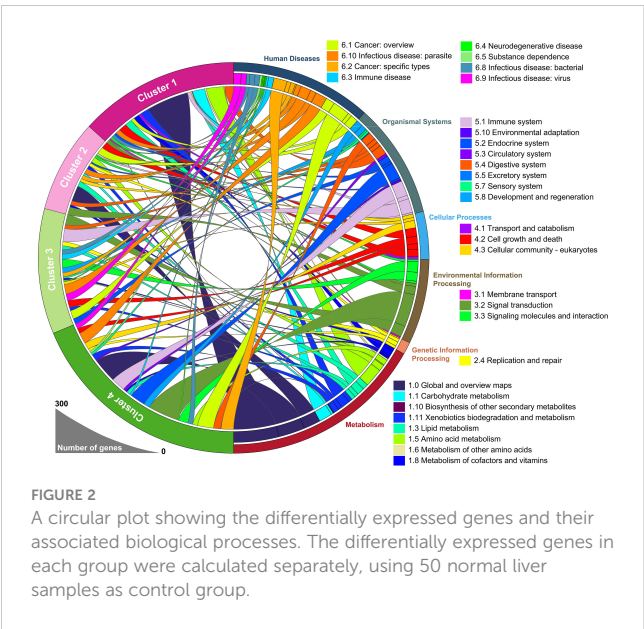 Human Diseases
6.1 Cancer: overview
6.10 Infectious disease: parasite
6.2 Cancer: specific types
6.3 Immune disease
6.4 Neurodegenerative disease
6.5 Substance dependence
6.8 Infectious disease: bacterial
6.9 Infectious disease: virus
Organismal Systems
5.1 Immune system
5.10 Environmental adaptation
5.2 Endocrine system
5.3 Circulatory system
5.4 Digestive system
5.5 Excretory system
5.7 Sensory system
5.8 Development and regeneration
Cellular Processes
4.1 Transport and catabolism
4.2 Cell growth and death
4.3 Cellular community - eukaryotes
Environmental Information
Processing
3.1 Membrane transport
3.2 Signal transduction
3.3 Signaling molecules and interaction
Genetic Information
Processing
2.4 Replication and repair
Metabolism
1.0 Global and overview maps
1.1 Carbohydrate metabolism
1.10 Biosynthesis of other secondary metabolites
1.11 Xenobiotics biodegradation and metabolism
1.3 Lipid metabolism
1.5 Amino acid metabolism
1.6 Metabolism of other amino acids
1.8 Metabolism of cofactors and vitamins
Cluster 1
Cluster 2
Cluster 3
Cluster 4
300
Number of genes
0
FIGURE 2
A circular plot showing the differentially expressed genes and their
associated biological processes. The differentially expressed genes in
each group were calculated separately, using 50 normal liver
samples as control group.